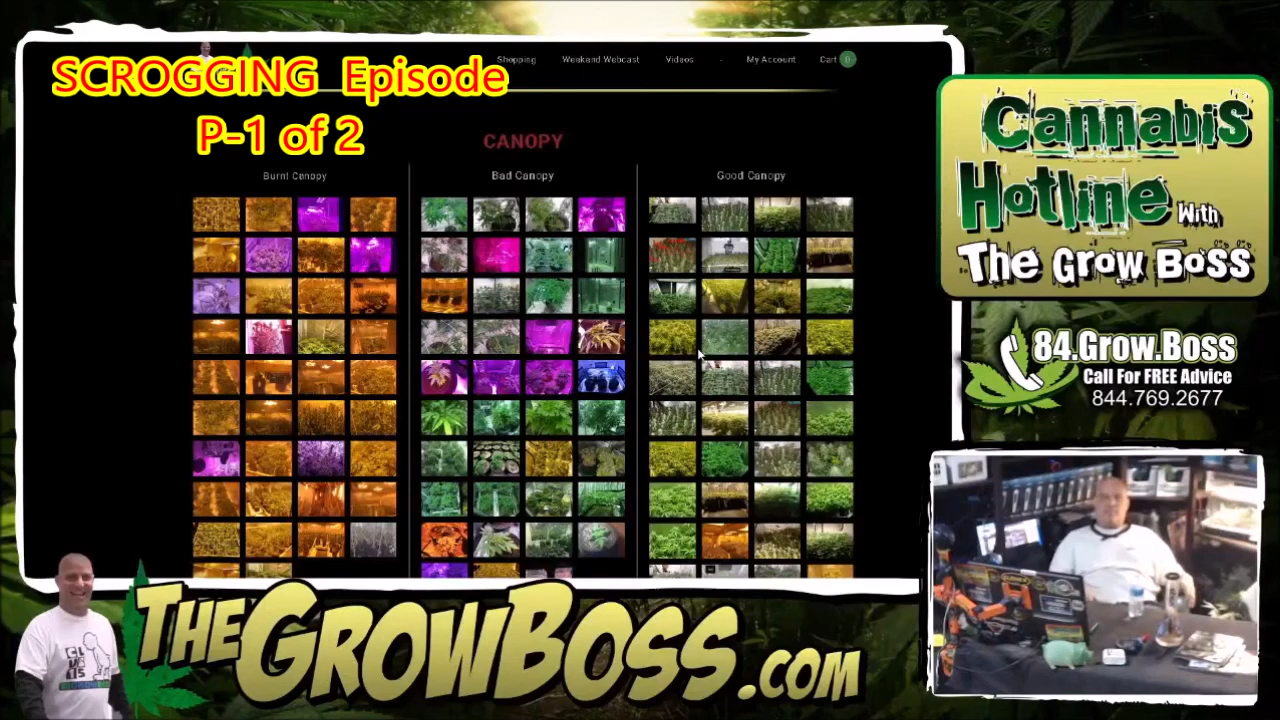 SCROGGING Episode
P-1 of 2
Shopping Weekend Webcast Videos - My Account Cart 0
CANOPY
Burnt Canopy Bad Canopy Good Canopy
Cannabis
Hotline With
The Grow Boss
84.Grow.Boss
Call For FREE Advice
844.769.2677
THEGROWBOSS.COM